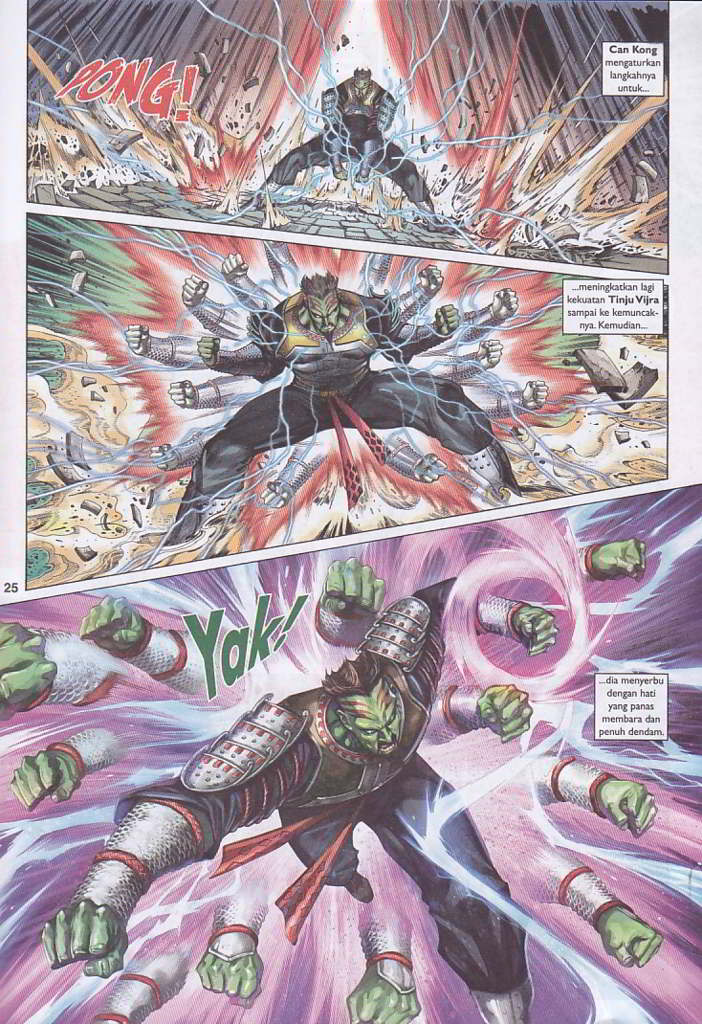 PONG!
Can Kong
mengaturkan
langkahnya
untuk...
...meningkatkan lagi
kekuatan Tinju Vijra
sampai ke kemuncak-
nya. Kemudian...
25
Yak!
...dia menyerbu
dengan hati
yang panas
membara dan
penuh dendam.